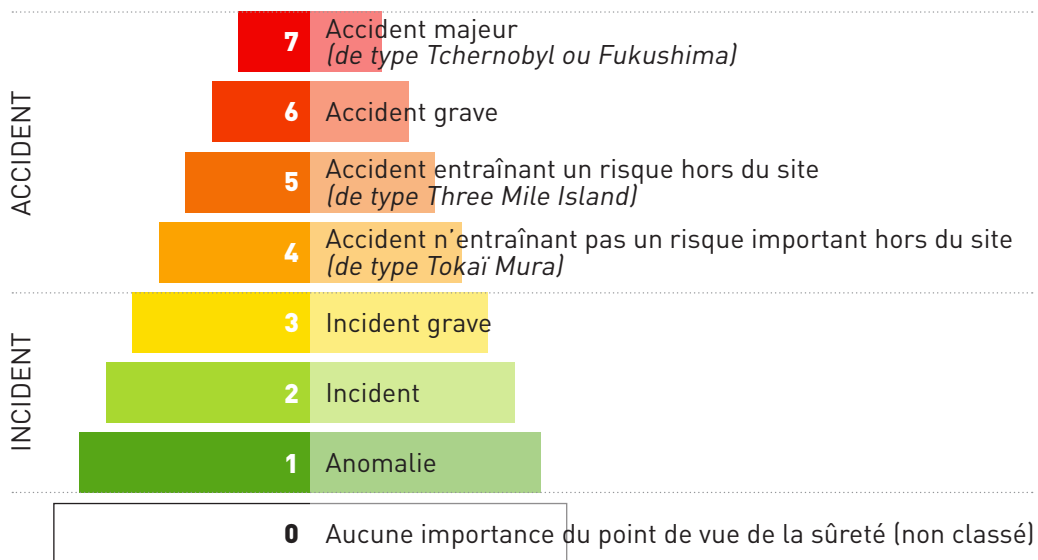 ACCIDENT
7 Accident majeur
(de type Tchernobyl ou Fukushima)
6 Accident grave
5 Accident entraînant un risque hors du site
(de type Three Mile Island)
4 Accident n'entraînant pas un risque important hors du site
(de type Tokaï Mura)
INCIDENT
3 Incident grave
2 Incident
1 Anomalie
0 Aucune importance du point de vue de la sûreté (non classé)